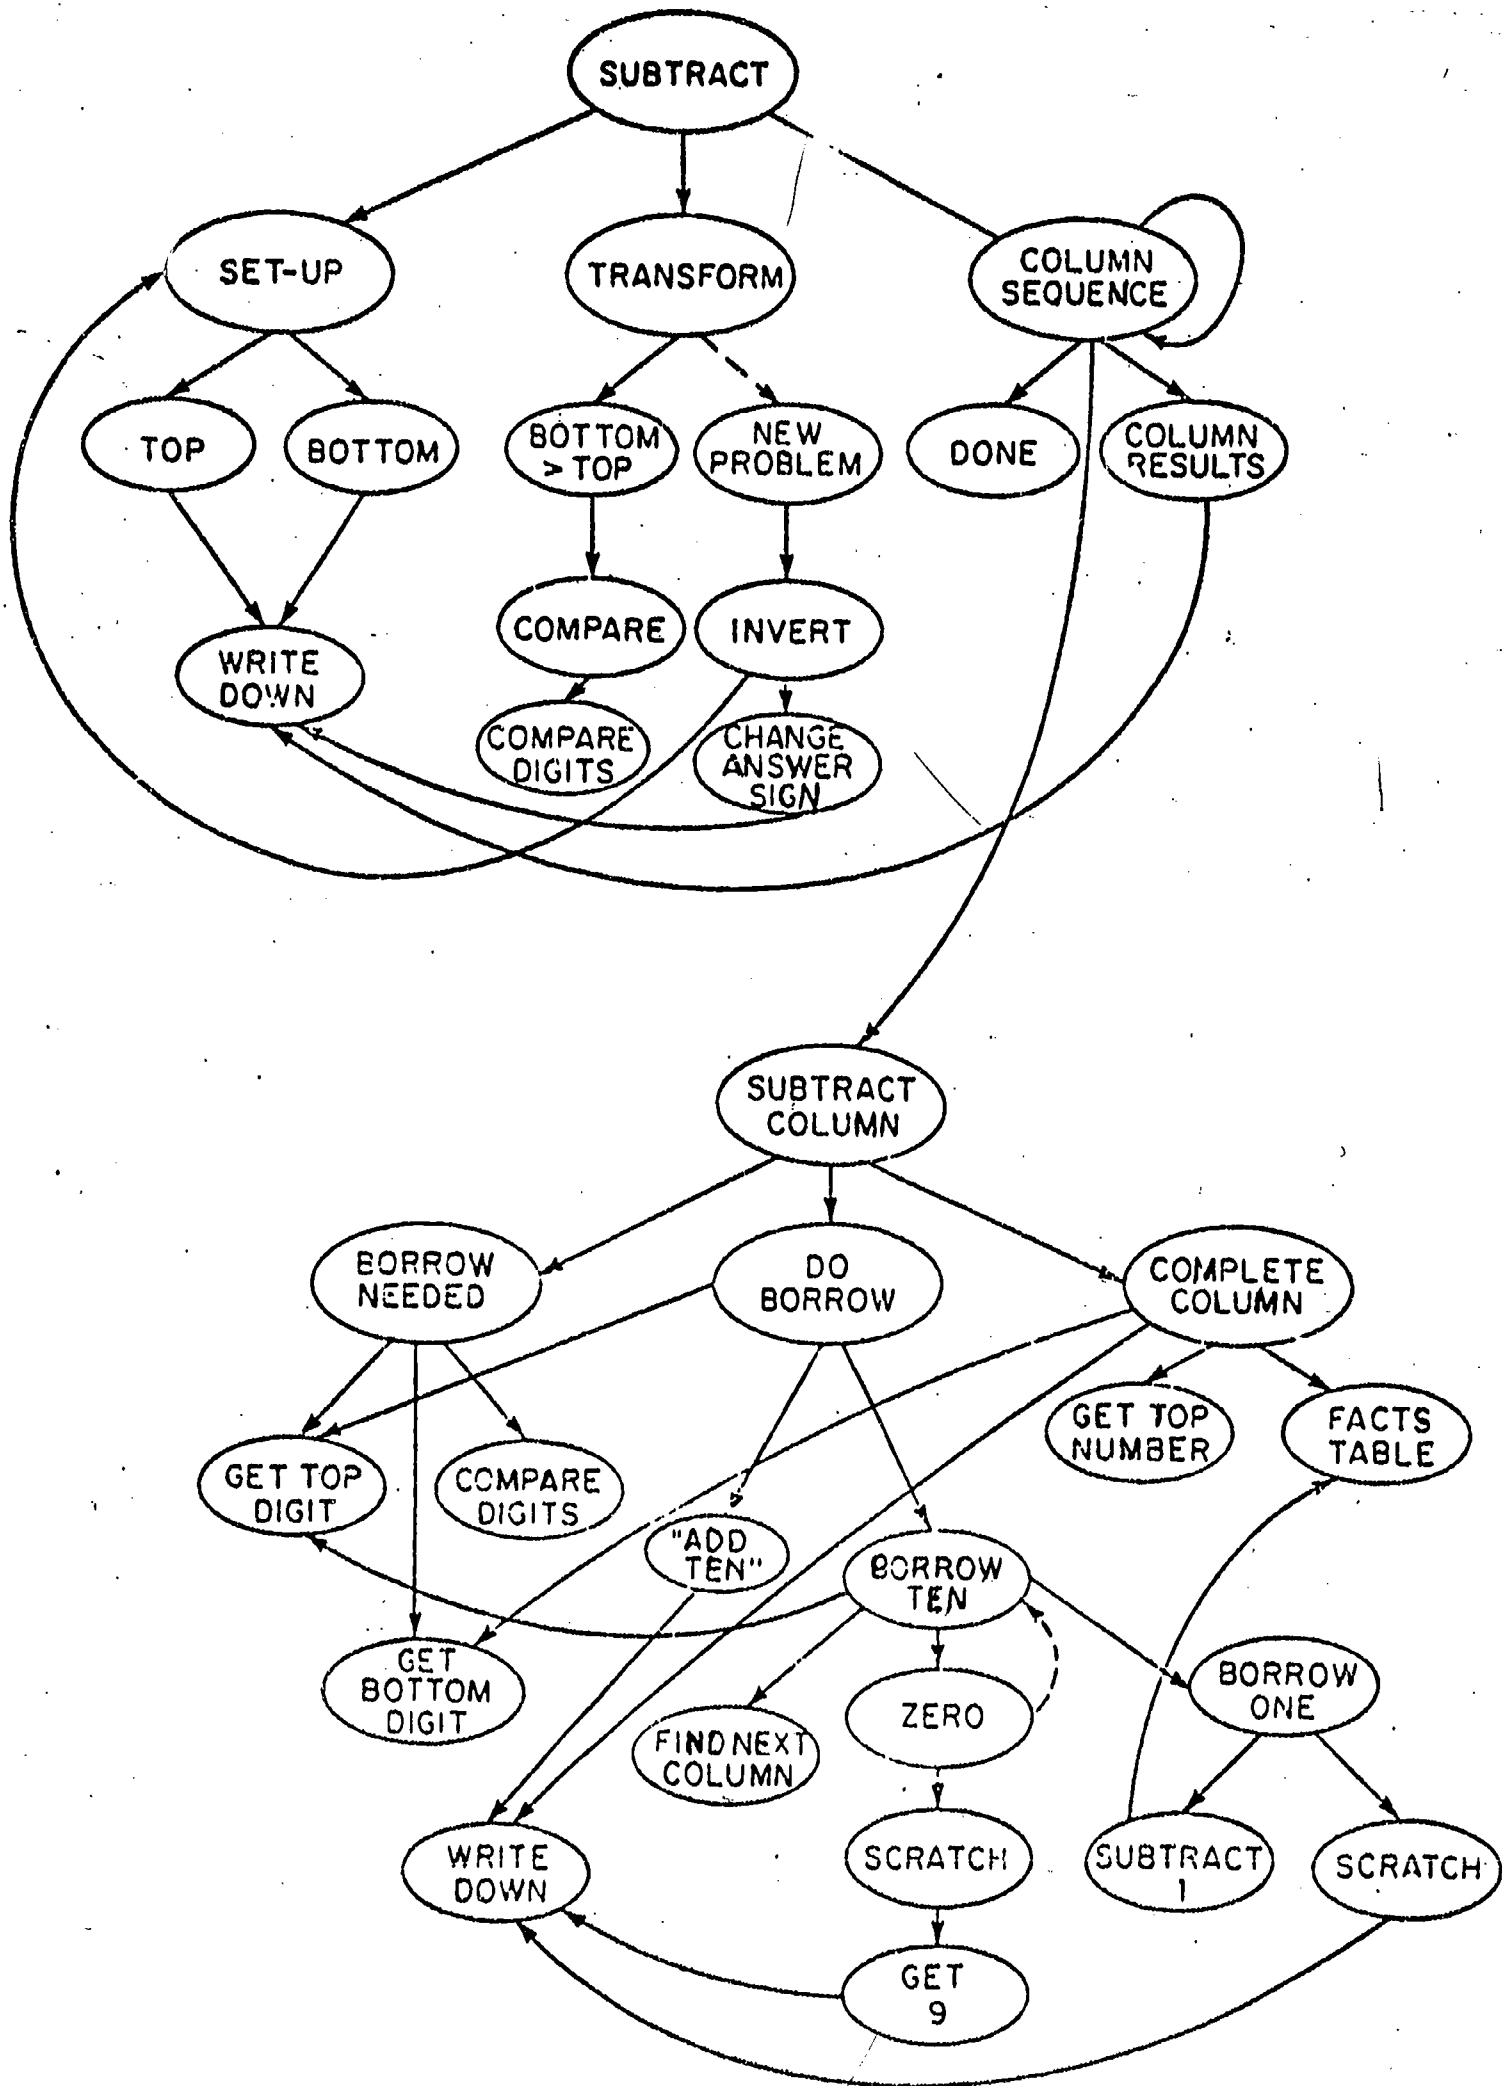 SUBTRACT
SET-UP
TRANSFORM
COLUMN
SEQUENCE
TOP
BOTTOM
BOTTOM
> TOP
NEW
PROBLEM
DONE
COLUMN
RESULTS
WRITE
DOWN
COMPARE
INVERT
COMPARE
DIGITS
CHANGE
ANSWER
SIGN
SUBTRACT
COLUMN
BORROW
NEEDED
DO
BORROW
COMPLETE
COLUMN
GET TOP
DIGIT
COMPARE
DIGITS
GET TOP
NUMBER
FACTS
TABLE
"ADD
TEN"
BORROW
TEN
GET
BOTTOM
DIGIT
FIND NEXT
COLUMN
ZERO
BORROW
ONE
WRITE
DOWN
SCRATCH
SUBTRACT
1
SCRATCH
GET
9